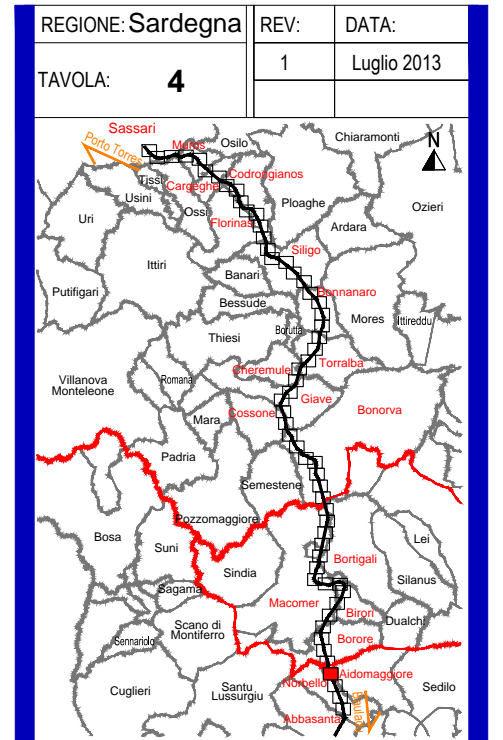 REGIONE: Sardegna REV: DATA:
TAVOLA: 4 1 Luglio 2013
Sassari
Porto Torres
Muros
Osilo
Chiaramonti
N
Tissi
Cargeghe
Codrongianos
Usini
Ossi
Ploaghe
Ozieri
Uri
Florinas
Ardara
Siligo
Ittiri
Banari
Putifigari
Bessude
Bonnanaro
Mores
Ittireddu
Thiesi
Borutta
Cheremule
Torralba
Villanova
Monteleone
Romana
Giave
Cossone
Bonorva
Mara
Padria
Semestene
Pozzomaggiore
Bosa
Suni
Lei
Bortigali
Sindia
Silanus
Sagama
Macomer
Birori
Dualchi
Scano di
Montiferro
Sennariolo
Borore
Aidomaggiore
Norbello
Cuglieri
Santu
Lussurgiu
Sedilo
Abbasanta